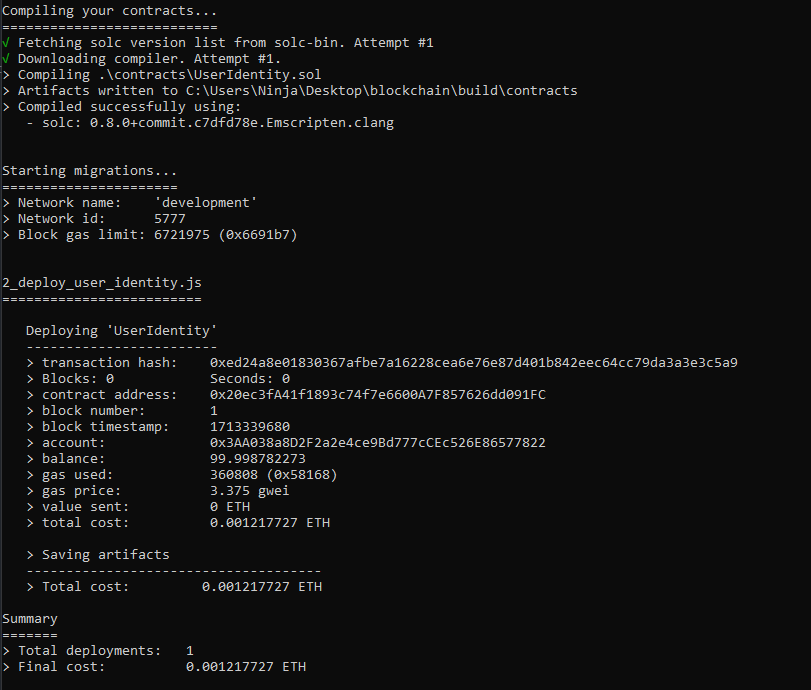 Compiling your contracts...
===========================
√ Fetching solc version list from solc-bin. Attempt #1
√ Downloading compiler. Attempt #1.
> Compiling .\contracts\UserIdentity.sol
> Artifacts written to C:\Users\Ninja\Desktop\blockchain\build\contracts
> Compiled successfully using:
   - solc: 0.8.0+commit.c7dfd78e.Emscripten.clang
Starting migrations...
======================
> Network name:    'development'
> Network id:      5777
> Block gas limit: 6721975 (0x6691b7)
2_deploy_user_identity.js
=========================
   Deploying 'UserIdentity'
   ------------------------
   > transaction hash:    0xed24a8e01830367afbe7a16228cea6e76e87d401b842eec64cc79da3a3e3c5a9
   > Blocks: 0            Seconds: 0
   > contract address:    0x20ec3fA41f1893c74f7e6600A7F857626dd091FC
   > block number:        1
   > block timestamp:     1713339680
   > account:             0x3AA038a8D2F2a2e4ce9Bd777cCEc526E86577822
   > balance:             99.998782273
   > gas used:            360808 (0x58168)
   > gas price:           3.375 gwei
   > value sent:          0 ETH
   > total cost:          0.001217727 ETH
   > Saving artifacts
   -------------------------------------
   > Total cost:         0.001217727 ETH
Summary
=======
> Total deployments:   1
> Final cost:          0.001217727 ETH